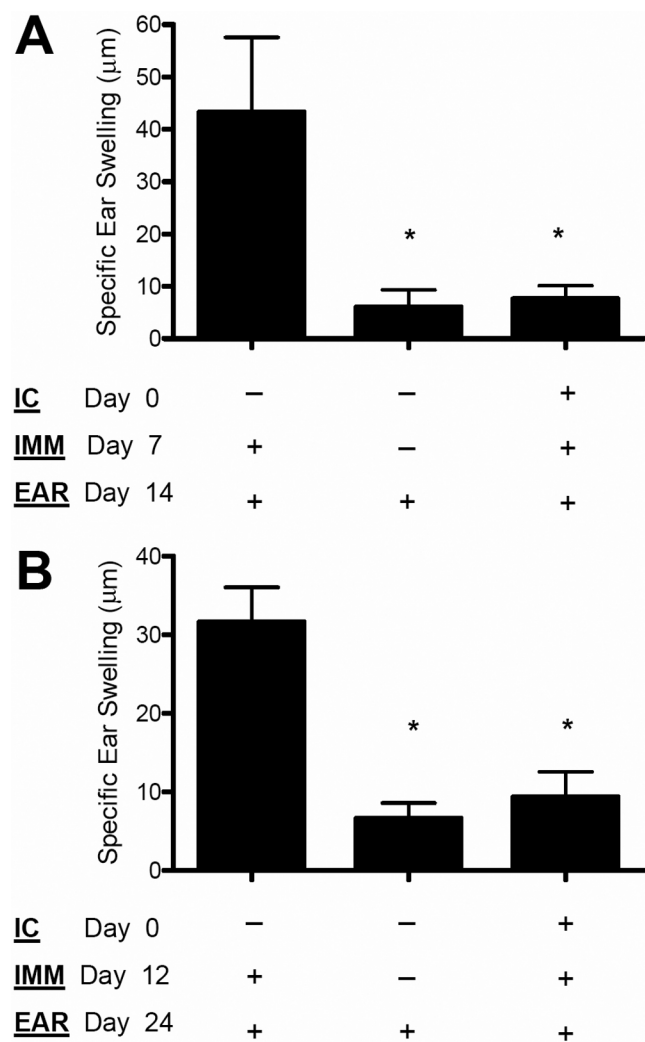 A
Specific Ear Swelling (μm)
60
50
40
30
20
10
0
* *
IC Day 0 – – +
IMM Day 7 + – +
EAR Day 14 + + +
B
Specific Ear Swelling (μm)
40
30
20
10
0
* *
IC Day 0 – – +
IMM Day 12 + – +
EAR Day 24 + + +